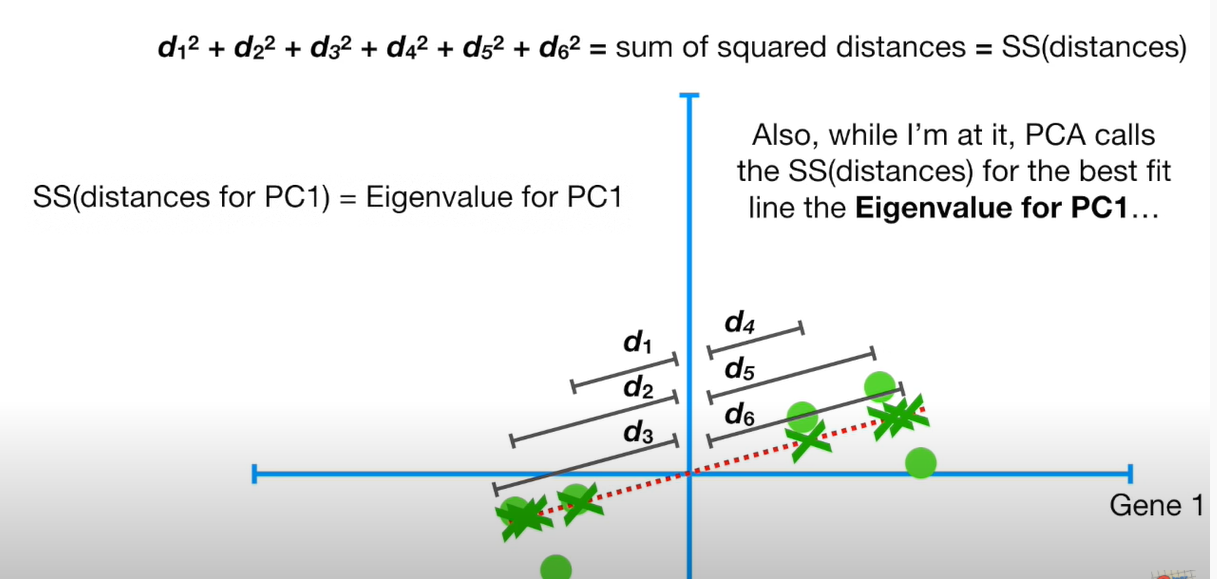 d₁² + d₂² + d₃² + d₄² + d₅² + d₆² = sum of squared distances = SS(distances)
Also, while I'm at it, PCA calls
the SS(distances) for the best fit
line the Eigenvalue for PC1…
SS(distances for PC1) = Eigenvalue for PC1
d₁
d₂
d₃
d₄
d₅
d₆
Gene 1